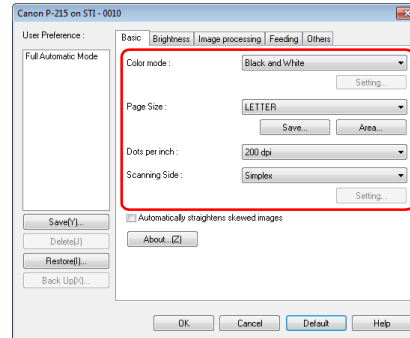 Canon P-215 on STI - 0010
User Preference :
Full Automatic Mode
Save(Y)...
Delete(J)
Restore(I)...
Back Up(X)...
Basic Brightness Image processing Feeding Others
Color mode : Black and White
Setting...
Page Size : LETTER
Save... Area...
Dots per inch : 200 dpi
Scanning Side : Simplex
Setting...
Automatically straightens skewed images
About...(Z)
OK Cancel Default Help